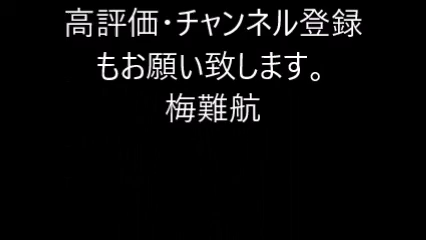 高評価・チャンネル登録
もお願い致します。
梅難航